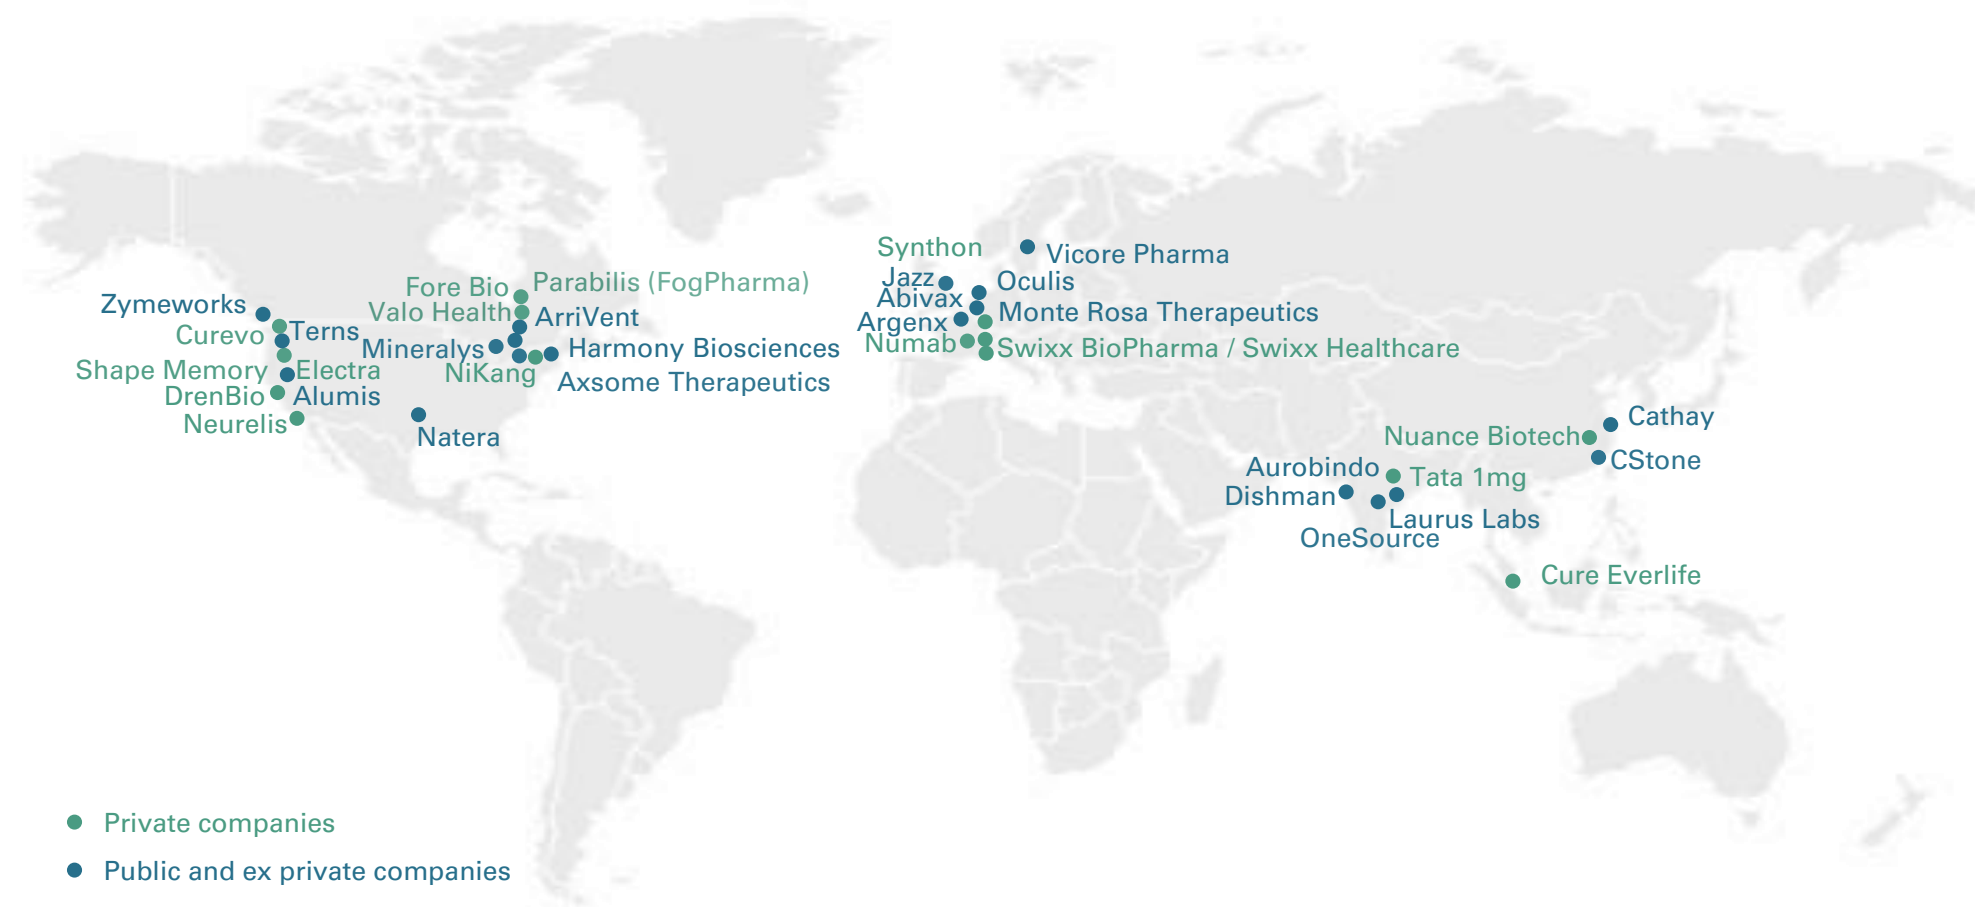 Synthon
Vicore Pharma
Jazz
Oculis
Abivax
Monte Rosa Therapeutics
Argenx
Numab
Swixx BioPharma / Swixx Healthcare
Fore Bio
Parabilis (FogPharma)
Valo Health
ArriVent
Mineralys
Harmony Biosciences
NiKang
Axsome Therapeutics
Zymeworks
Curevo
Terns
Shape Memory
Electra
DrenBio
Alumis
Neurelis
Natera
Cathay
Nuance Biotech
CStone
Aurobindo
Tata 1mg
Dishman
Laurus Labs
OneSource
Cure Everlife
Private companies
Public and ex private companies